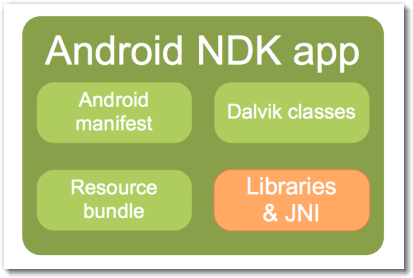 Android NDK app
Android
manifest
Dalvik classes
Resource
bundle
Libraries
& JNI